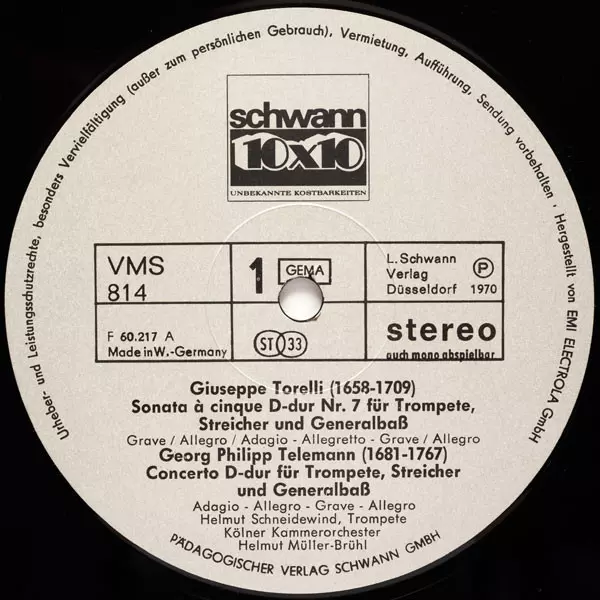 Urheber- und Leistungsschutzrechte, besonders Vervielfältigung (außer zum persönlichen Gebrauch), Vermietung, Aufführung, Sendung vorbehalten · Hergestellt von EMI ELECTROLA GmbH
schwann
10x10
UNBEKANNTE KOSTBARKEITEN
VMS
814
1
GEMA
L. Schwann
Verlag
Düsseldorf
P
1970
F 60.217 A
Made in W.-Germany
ST 33
stereo
auch mono abspielbar
Giuseppe Torelli (1658-1709)
Sonata à cinque D-dur Nr. 7 für Trompete,
Streicher und Generalbaß
Grave / Allegro / Adagio - Allegretto - Grave / Allegro
Georg Philipp Telemann (1681-1767)
Concerto D-dur für Trompete, Streicher
und Generalbaß
Adagio - Allegro - Grave - Allegro
Helmut Schneidewind, Trompete
Kölner Kammerorchester
Helmut Müller-Brühl
PÄDAGOGISCHER VERLAG SCHWANN GMBH